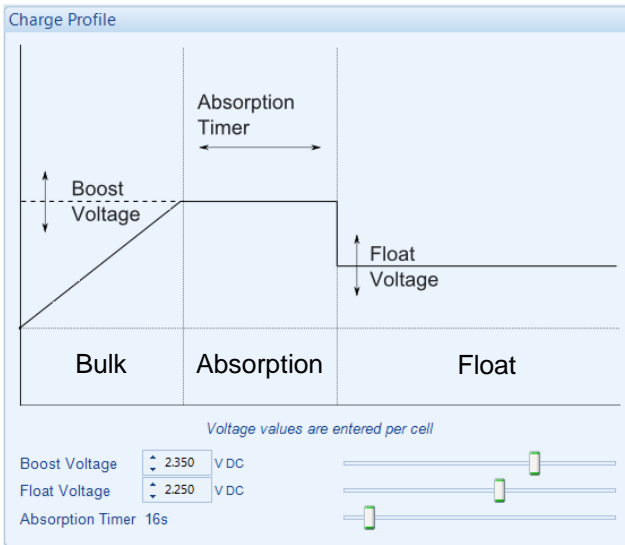 Charge Profile
Absorption
Timer
Boost
Voltage
Float
Voltage
Bulk
Absorption
Float
Voltage values are entered per cell
Boost Voltage 2.350 V DC
Float Voltage 2.250 V DC
Absorption Timer 16s